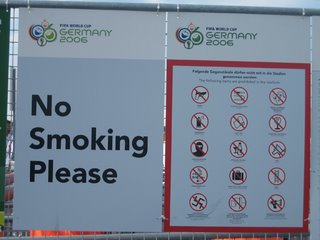 FIFA WORLD CUP
GERMANY
2006
No
Smoking
Please
FIFA WORLD CUP
GERMANY
2006
Folgende Gegenstände dürfen nicht mit in das Stadion
genommen werden:
The following items are prohibited in the stadium: